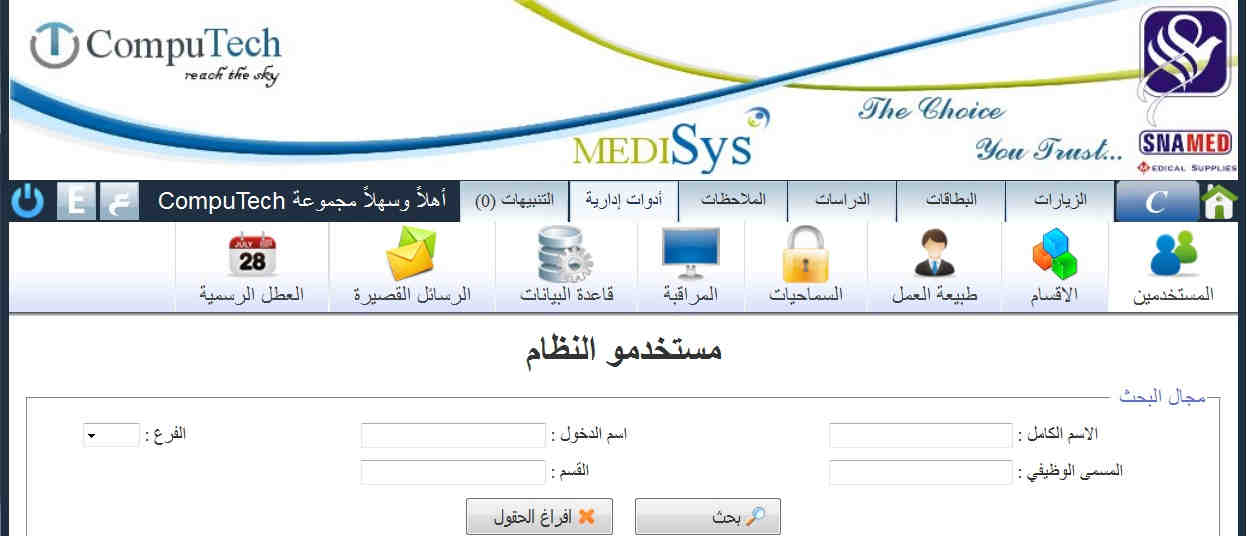 CompuTech
reach the sky
MEDISys
The Choice
You Trust...
SNAMED
MEDICAL SUPPLIES
C
الزيارات
البطاقات
الدراسات
الملاحظات
أدوات إدارية
التنبيهات (0)
أهلاً وسهلاً مجموعة CompuTech
ع
E
المستخدمين
الاقسام
طبيعة العمل
السماحيات
المراقبة
قاعدة البيانات
الرسائل القصيرة
JULY 28
العطل الرسمية
مستخدمو النظام
مجال البحث
الاسم الكامل : اسم الدخول : الفرع :
المسمى الوظيفي : القسم :
بحث
افراغ الحقول